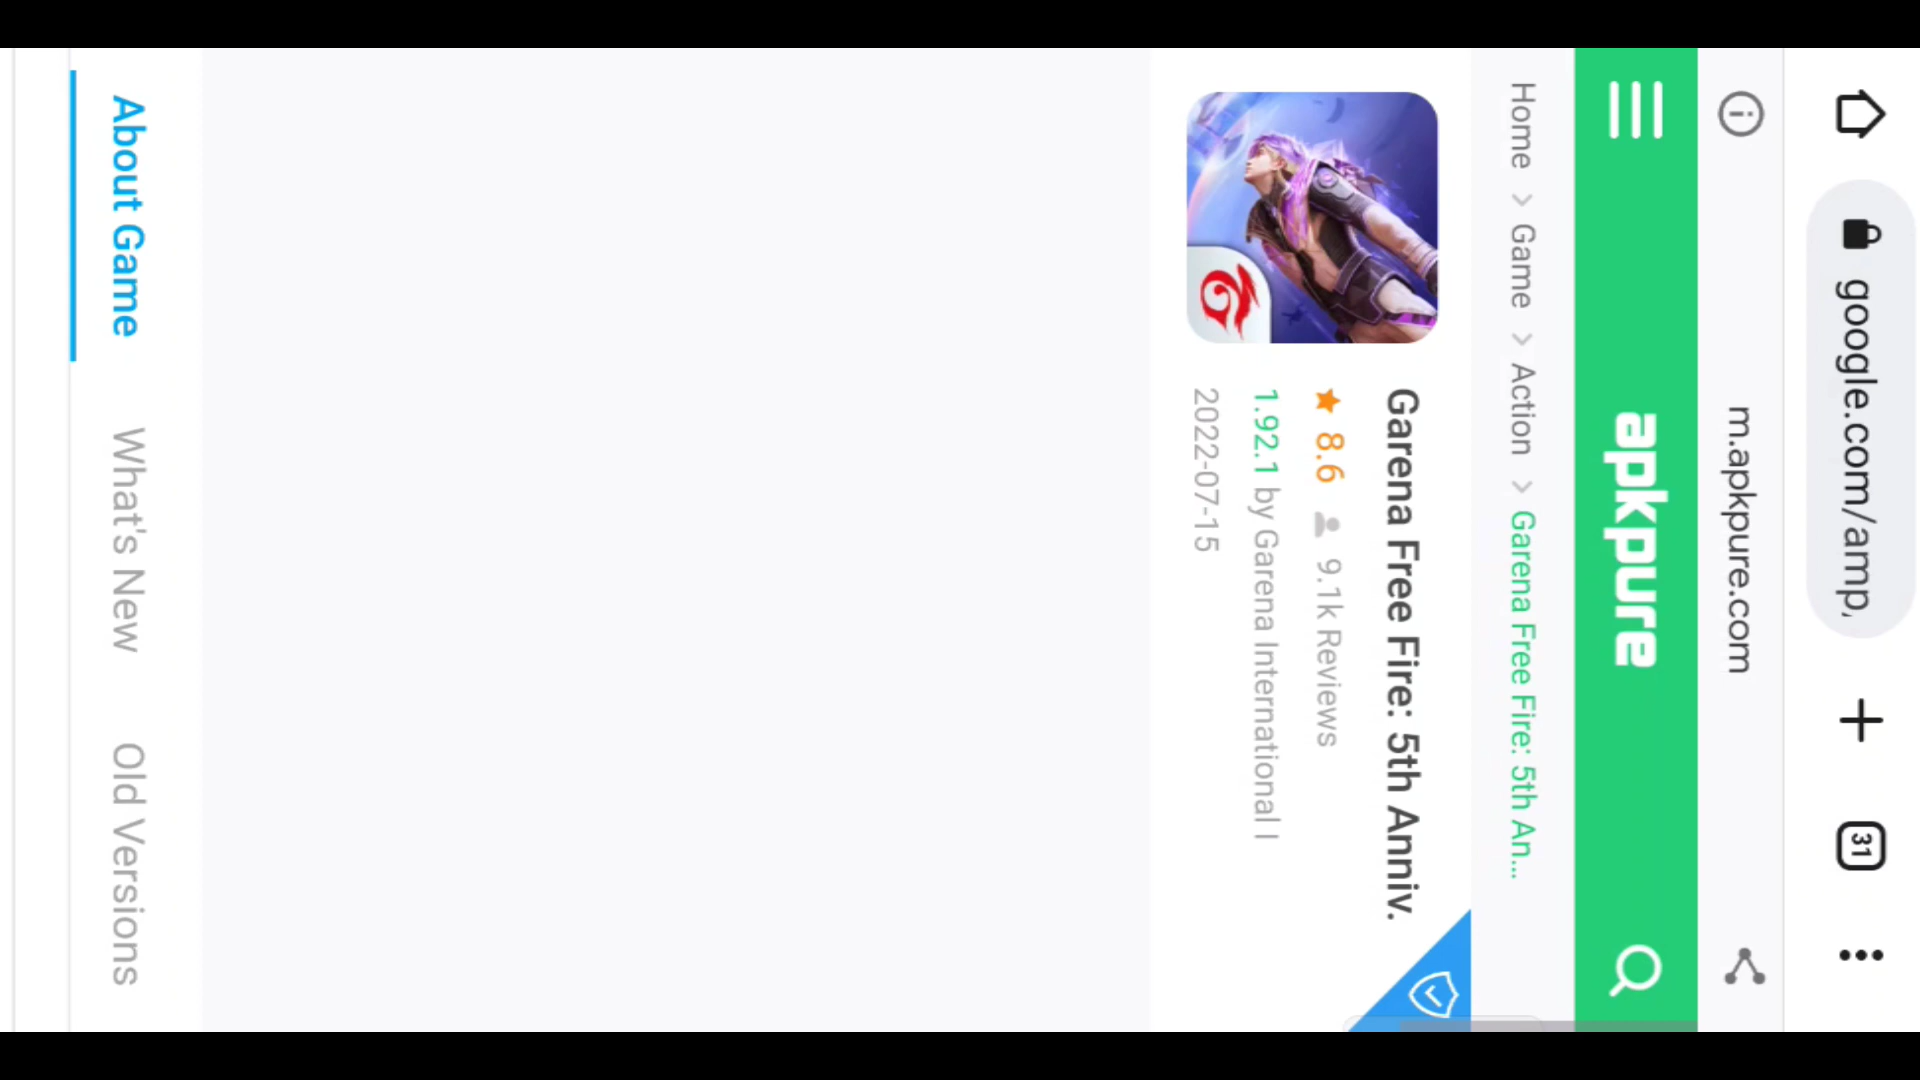 google.com/amp
31
m.apkpure.com
apkpure
Home > Game > Action > Garena Free Fire: 5th An...
Garena Free Fire: 5th Anniv.
8.6 9.1k Reviews
1.92.1 by Garena International I
2022-07-15
About Game What's New Old Versions